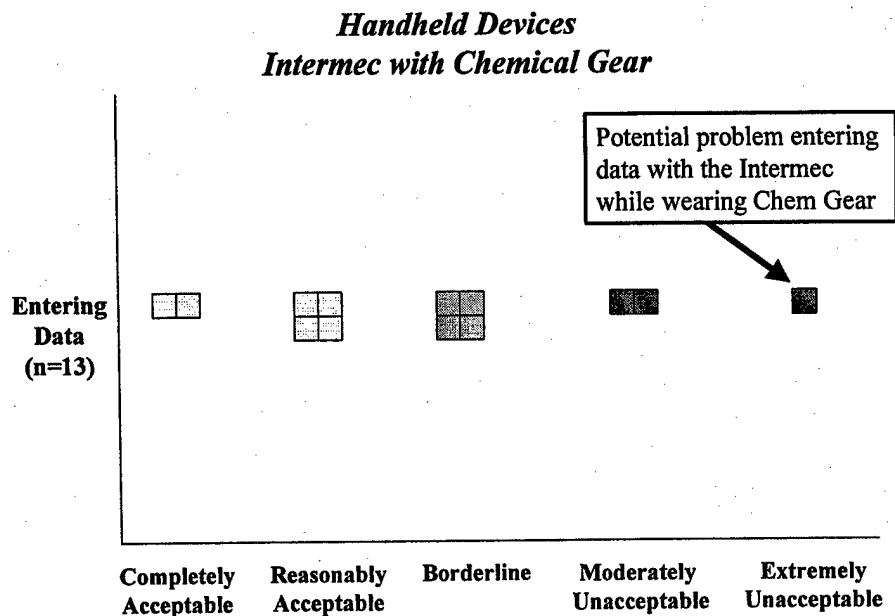 Handheld Devices
Intermec with Chemical Gear
Potential problem entering
data with the Intermec
while wearing Chem Gear
Entering
Data
(n=13)
Completely
Acceptable
Reasonably
Acceptable
Borderline
Moderately
Unacceptable
Extremely
Unacceptable